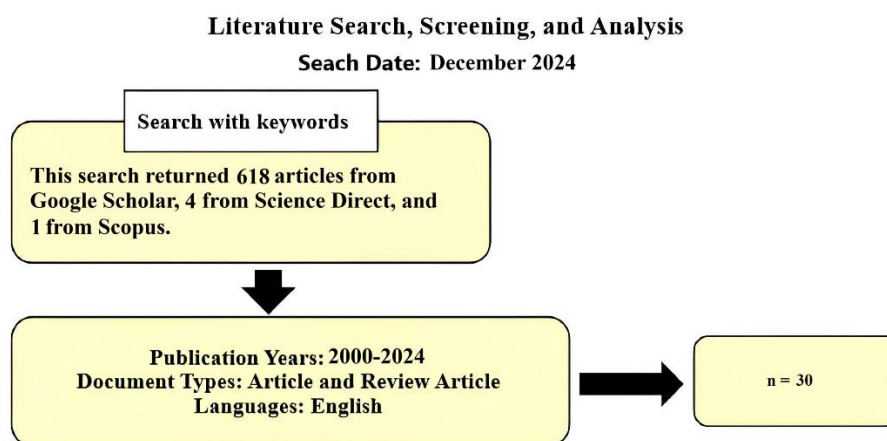 Literature Search, Screening, and Analysis
Seach Date: December 2024
Search with keywords
This search returned 618 articles from
Google Scholar, 4 from Science Direct, and
1 from Scopus.
Publication Years: 2000-2024
Document Types: Article and Review Article
Languages: English
n = 30